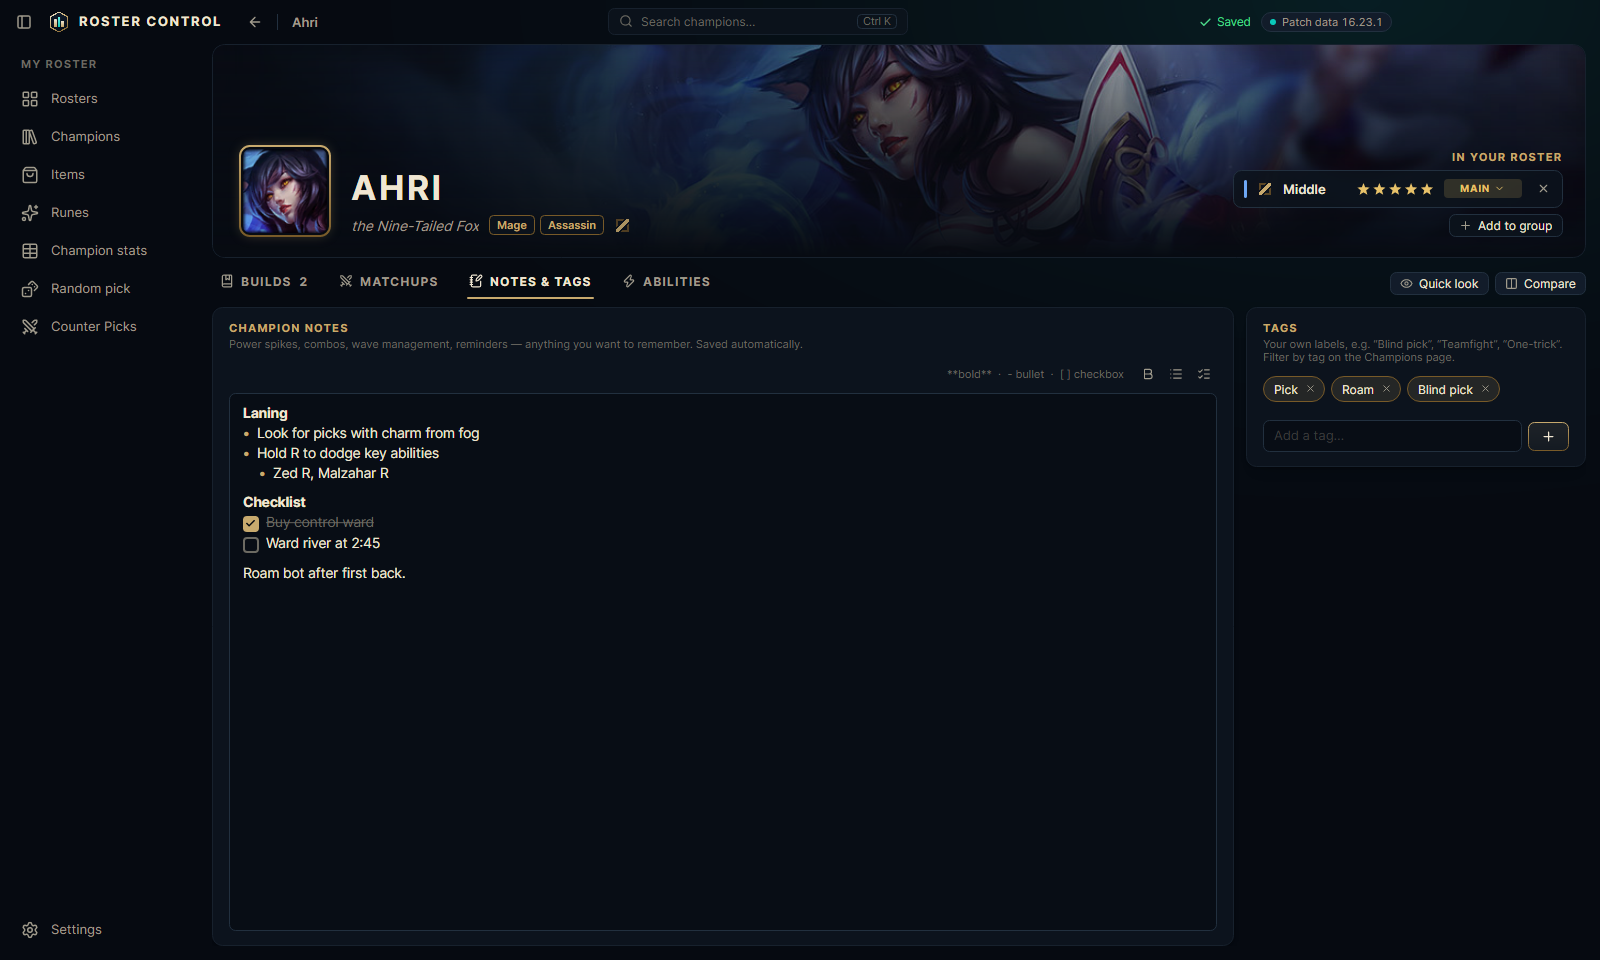 ROSTER CONTROL
Ahri
Search champions...
Ctrl K
Saved
Patch data 16.23.1
MY ROSTER
Rosters
Champions
Items
Runes
Champion stats
Random pick
Counter Picks
Settings
AHRI
the Nine-Tailed Fox
Mage
Assassin
IN YOUR ROSTER
Middle
MAIN
Add to group
BUILDS 2
MATCHUPS
NOTES & TAGS
ABILITIES
Quick look
Compare
CHAMPION NOTES
Power spikes, combos, wave management, reminders — anything you want to remember. Saved automatically.
**bold** · - bullet · [ ] checkbox
B
Laning
• Look for picks with charm from fog
• Hold R to dodge key abilities
• Zed R, Malzahar R
Checklist
Buy control ward
Ward river at 2:45
Roam bot after first back.
TAGS
Your own labels, e.g. “Blind pick”, “Teamfight”, “One-trick”.
Filter by tag on the Champions page.
Pick
Roam
Blind pick
Add a tag...